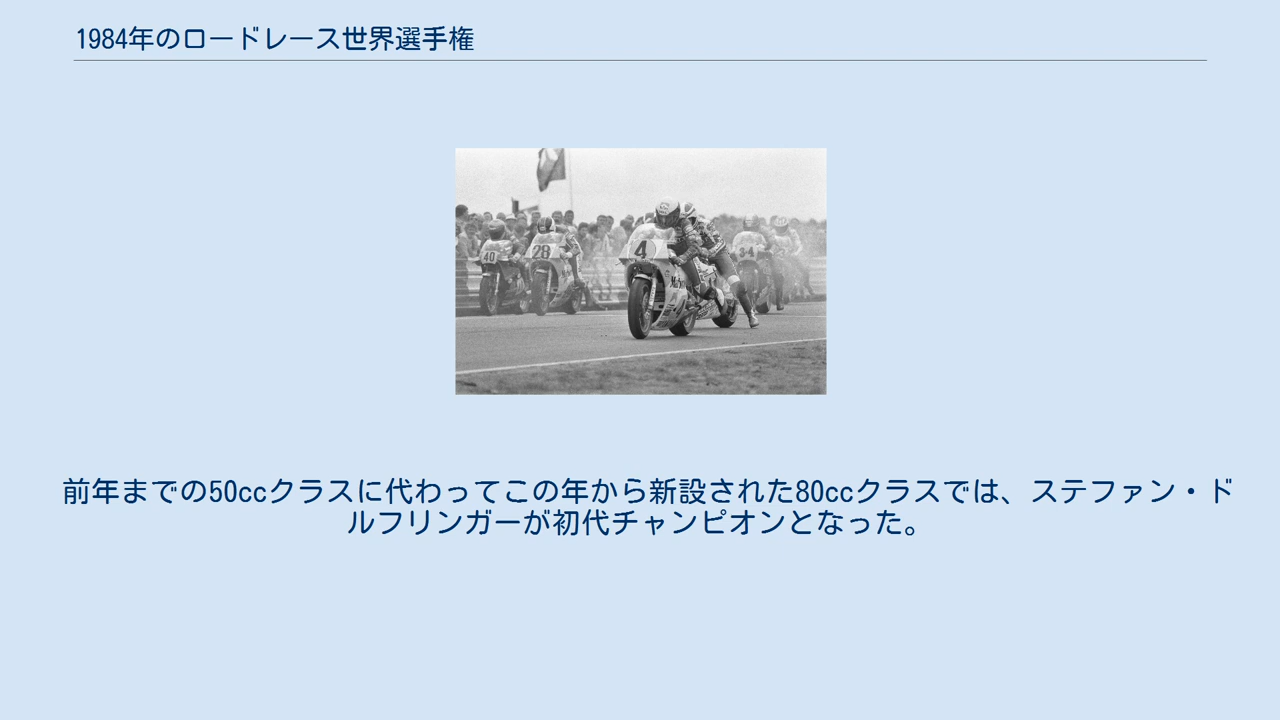 1984年のロードレース世界選手権
40
28
4
34
前年までの50ccクラスに代わってこの年から新設された80ccクラスでは、ステファン・ド
ルフリンガーが初代チャンピオンとなった。